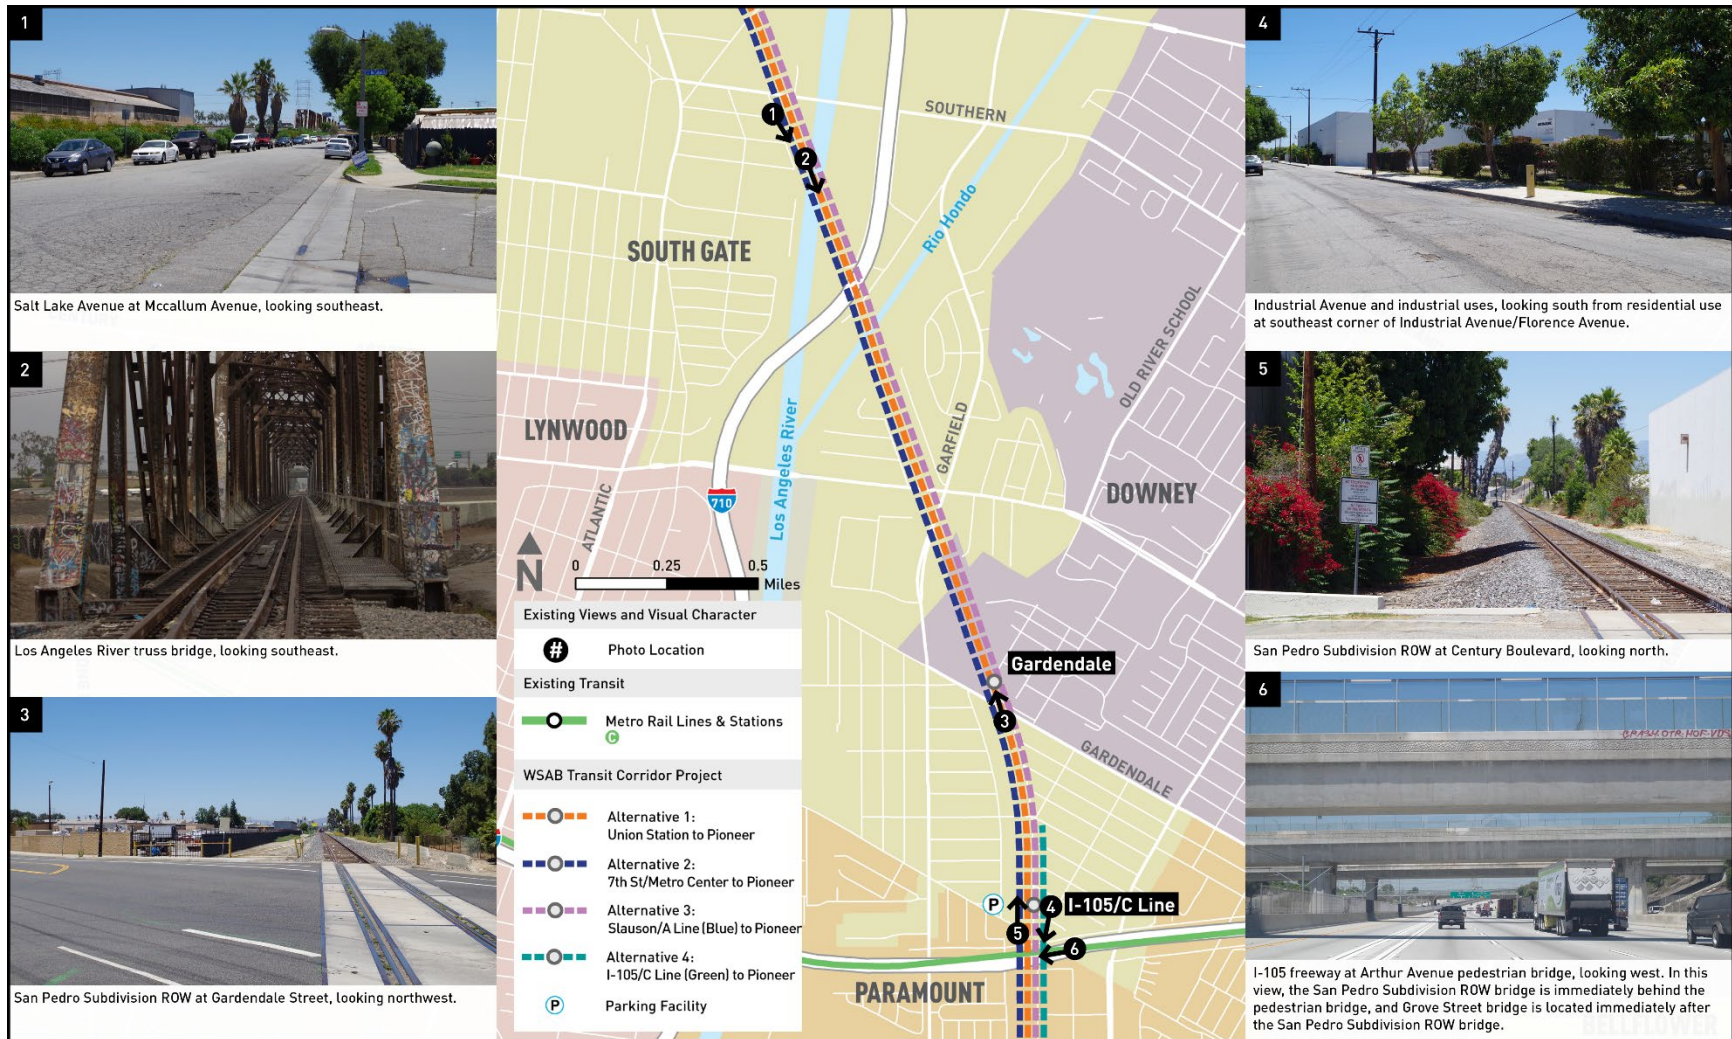 1
Salt Lake Avenue at Mccallum Avenue, looking southeast.
2
Los Angeles River truss bridge, looking southeast.
3
San Pedro Subdivision ROW at Gardendale Street, looking northwest.
SOUTHERN
1
2
Rio Hondo
SOUTH GATE
OLD RIVER SCHOOL
LYNWOOD
GARFIELD
DOWNEY
710
Los Angeles River
ATLANTIC
N
0 0.25 0.5
Miles
Existing Views and Visual Character
# Photo Location
Existing Transit
Metro Rail Lines & Stations
C
WSAB Transit Corridor Project
Alternative 1:
Union Station to Pioneer
Alternative 2:
7th St/Metro Center to Pioneer
Alternative 3:
Slauson/A Line (Blue) to Pioneer
Alternative 4:
I-105/C Line (Green) to Pioneer
P Parking Facility
Gardendale
3
GARDENDALE
P
4
I-105/C Line
5
6
PARAMOUNT
4
Industrial Avenue and industrial uses, looking south from residential use
at southeast corner of Industrial Avenue/Florence Avenue.
5
San Pedro Subdivision ROW at Century Boulevard, looking north.
6
I-105 freeway at Arthur Avenue pedestrian bridge, looking west. In this
view, the San Pedro Subdivision ROW bridge is immediately behind the
pedestrian bridge, and Grove Street bridge is located immediately after
the San Pedro Subdivision ROW bridge.
BELLFLOWER